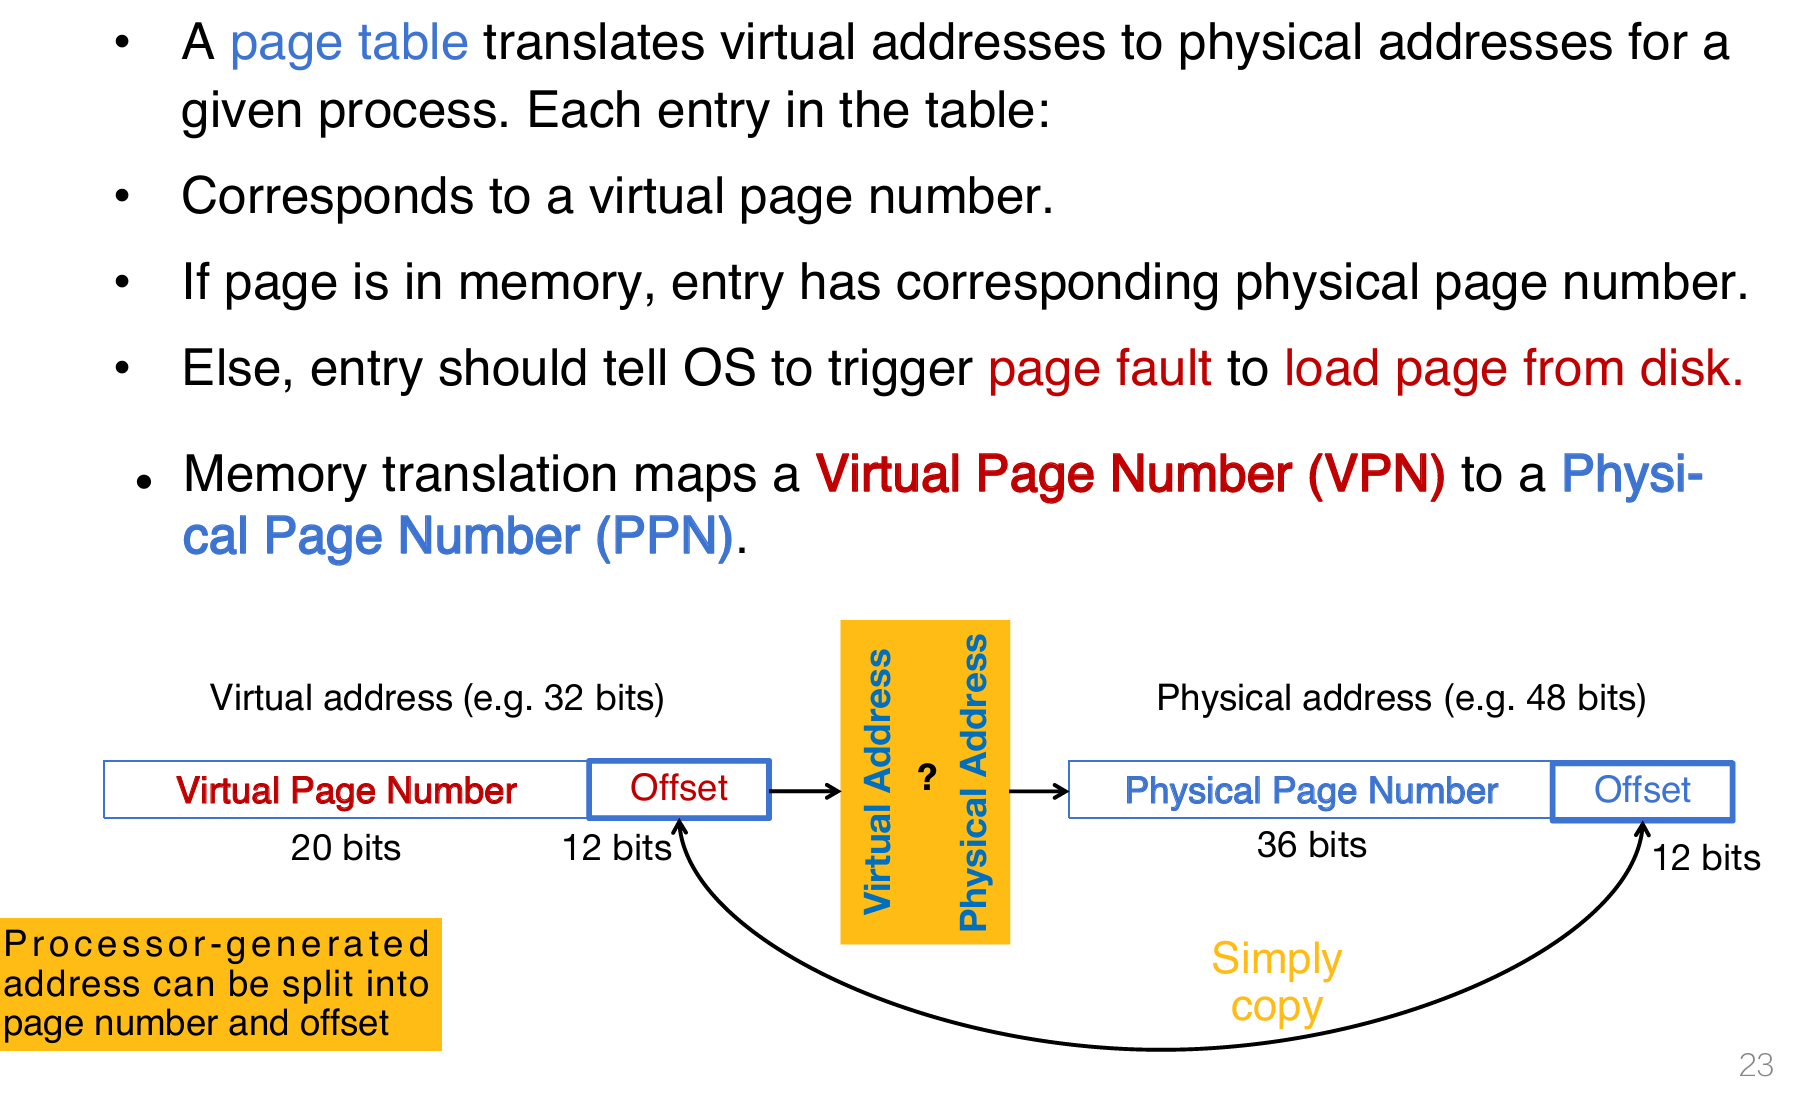 • A page table translates virtual addresses to physical addresses for a
given process. Each entry in the table:
• Corresponds to a virtual page number.
• If page is in memory, entry has corresponding physical page number.
• Else, entry should tell OS to trigger page fault to load page from disk.
• Memory translation maps a Virtual Page Number (VPN) to a Physi-
cal Page Number (PPN).
Virtual address (e.g. 32 bits)
Virtual Page Number
Offset
20 bits
12 bits
Virtual Address
?
Physical Address
Physical address (e.g. 48 bits)
Physical Page Number
Offset
36 bits
12 bits
Processor-generated
address can be split into
page number and offset
Simply
copy
23